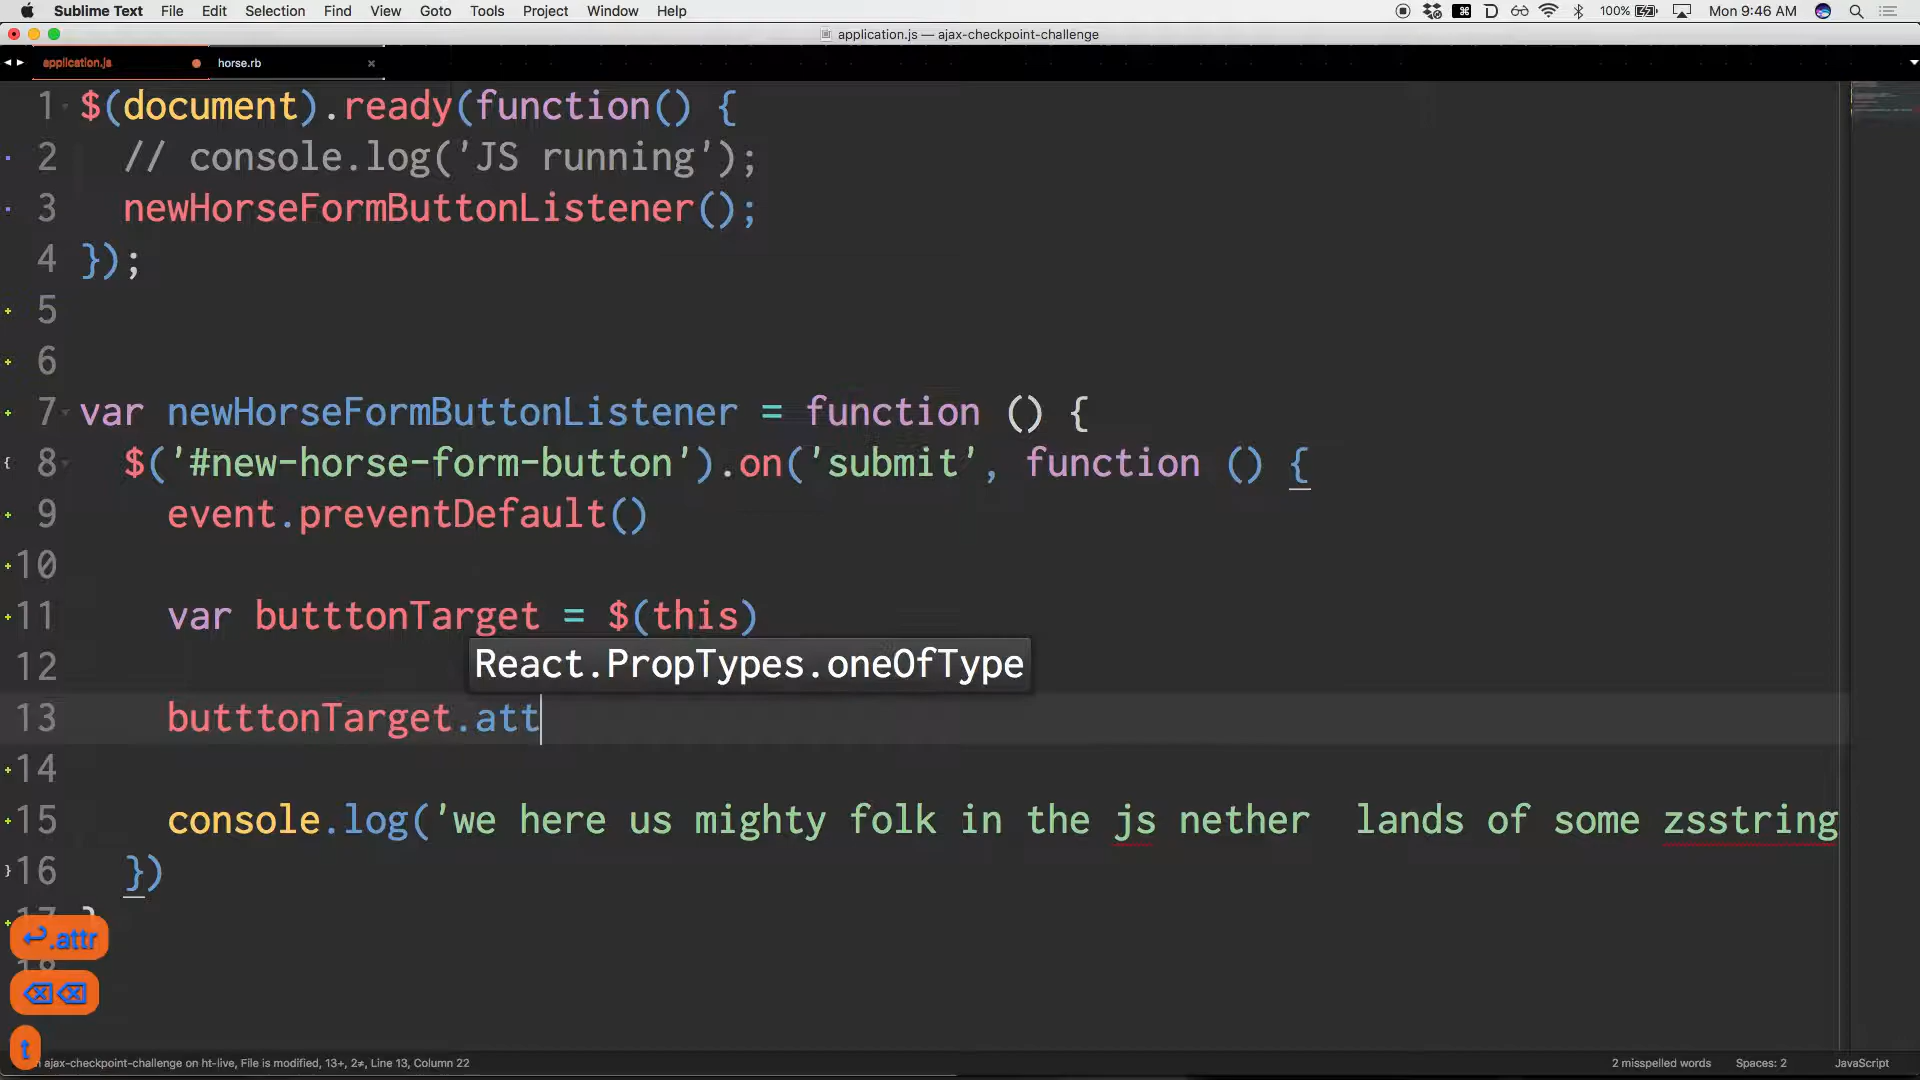 Sublime Text File Edit Selection Find View Goto Tools Project Window Help 100% Mon 9:46 AM
application.js — ajax-checkpoint-challenge
application.js horse.rb
1 $(document).ready(function() {
2 // console.log('JS running');
3 newHorseFormButtonListener();
4 });
5
6
7 var newHorseFormButtonListener = function () {
8 $('#new-horse-form-button').on('submit', function () {
9 event.preventDefault()
10
11 var butttonTarget = $(this)
12
React.PropTypes.oneOfType
13 butttonTarget.att
14
15 console.log('we here us mighty folk in the js nether  lands of some zsstring
16 })
17 }
18
.attr
t
ajax-checkpoint-challenge on ht-live, File is modified, 13+, 2≠, Line 13, Column 22 2 misspelled words Spaces: 2 JavaScript